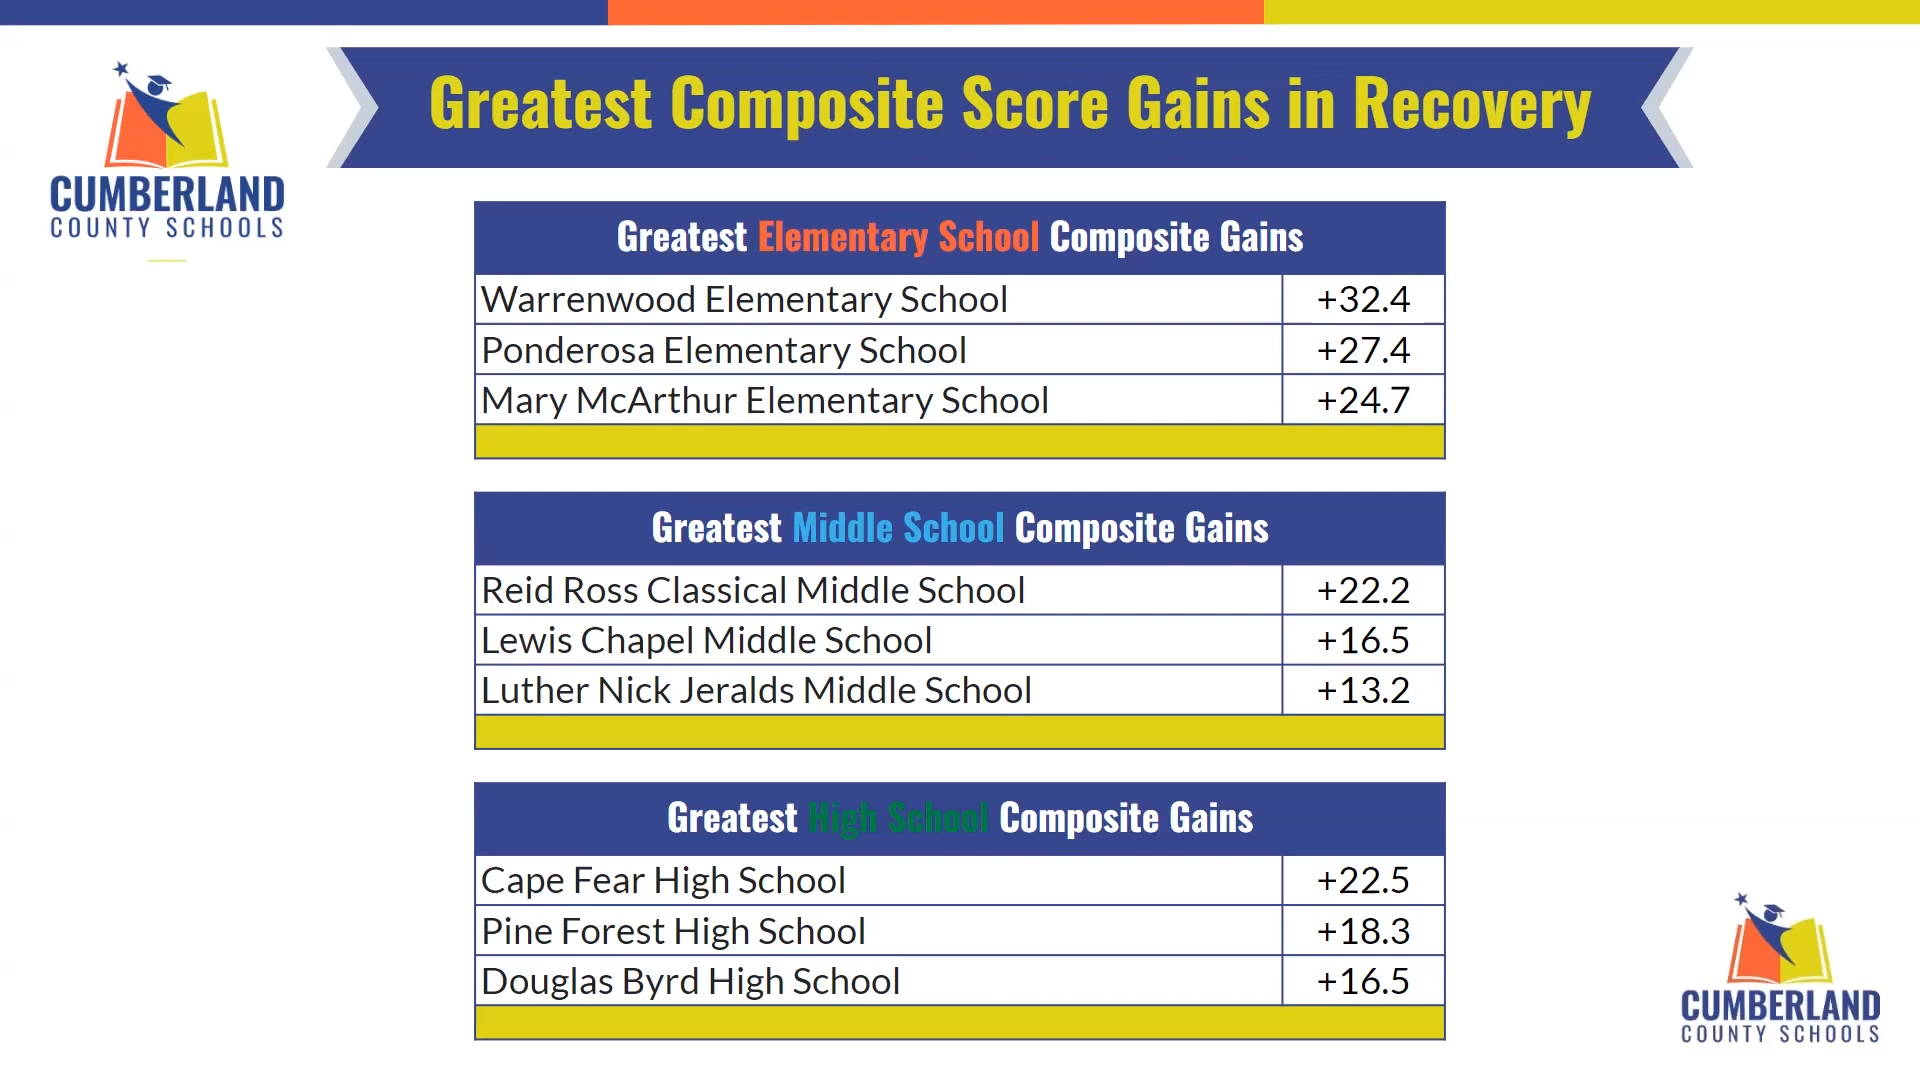 Greatest Composite Score Gains in Recovery
CUMBERLAND
COUNTY SCHOOLS
Greatest Elementary School Composite Gains
Warrenwood Elementary School +32.4
Ponderosa Elementary School +27.4
Mary McArthur Elementary School +24.7
Greatest Middle School Composite Gains
Reid Ross Classical Middle School +22.2
Lewis Chapel Middle School +16.5
Luther Nick Jeralds Middle School +13.2
Greatest High School Composite Gains
Cape Fear High School +22.5
Pine Forest High School +18.3
Douglas Byrd High School +16.5
CUMBERLAND
COUNTY SCHOOLS